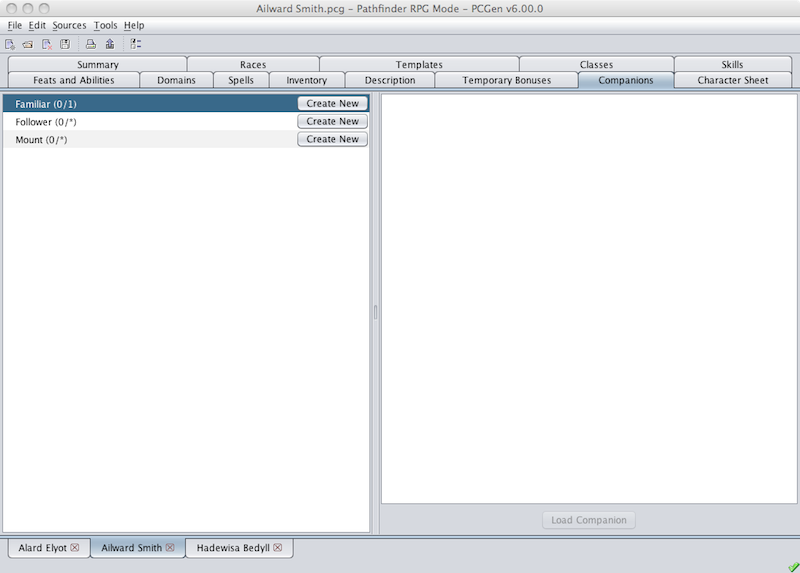 Ailward Smith.pcg - Pathfinder RPG Mode - PCGen v6.00.0
File Edit Sources Tools Help
Summary Races Templates Classes Skills
Feats and Abilities Domains Spells Inventory Description Temporary Bonuses Companions Character Sheet
Familiar (0/1) Create New
Follower (0/*) Create New
Mount (0/*) Create New
Load Companion
Alard Elyot Ailward Smith Hadewisa Bedyll